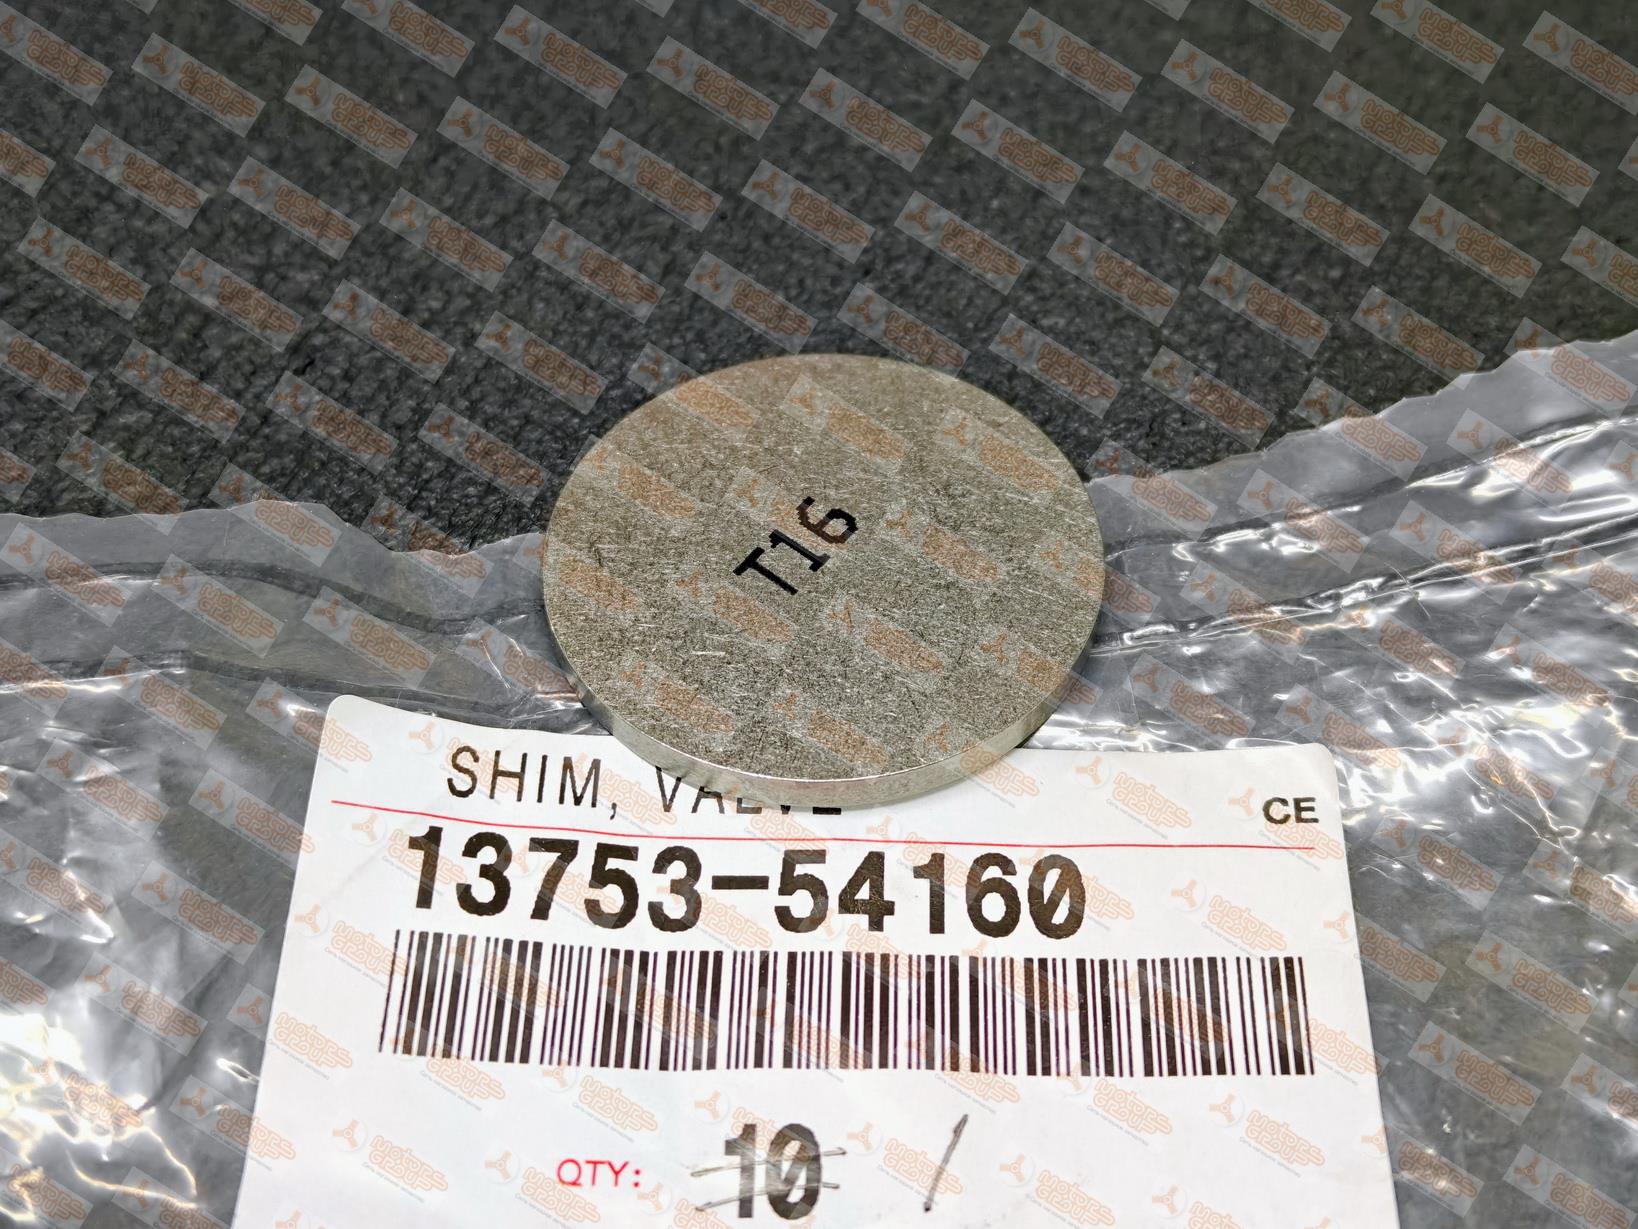 T16
SHIM, VALVE
CE
13753-54160
QTY: 10 /